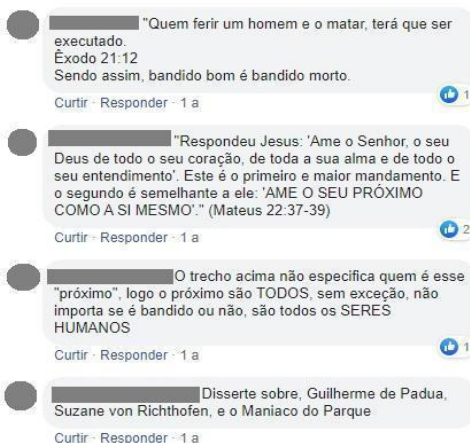 "Quem ferir um homem e o matar, terá que ser
executado.
Êxodo 21:12
Sendo assim, bandido bom é bandido morto.
Curtir · Responder · 1 a
1
"Respondeu Jesus: 'Ame o Senhor, o seu
Deus de todo o seu coração, de toda a sua alma e de todo o
seu entendimento'. Este é o primeiro e maior mandamento. E
o segundo é semelhante a ele: 'AME O SEU PRÓXIMO
COMO A SI MESMO'." (Mateus 22:37-39)
Curtir · Responder · 1 a
2
O trecho acima não especifica quem é esse
"próximo", logo o próximo são TODOS, sem exceção, não
importa se é bandido ou não, são todos os SERES
HUMANOS
Curtir · Responder · 1 a
1
Disserte sobre, Guilherme de Padua,
Suzane von Richthofen, e o Maniaco do Parque
Curtir · Responder · 1 a